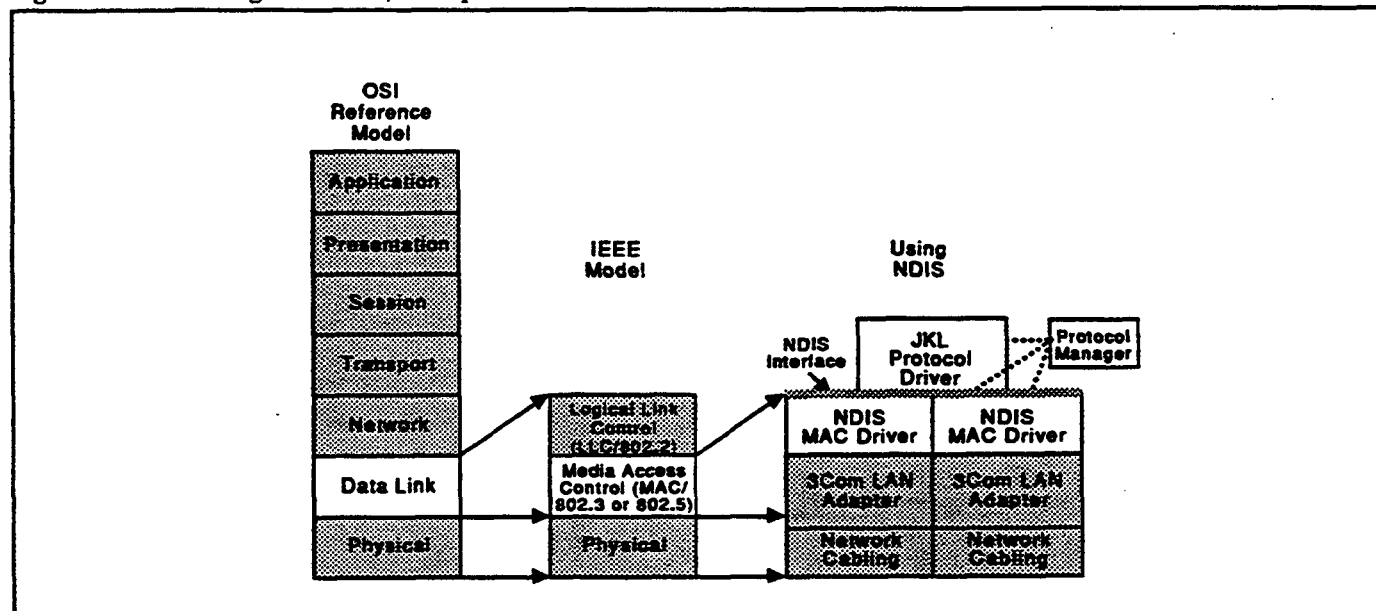 OSI
Reference
Model
Application
Presentation
Session
Transport
Network
Data Link
Physical
IEEE
Model
Logical Link
Control
(LLC/802.2)
Media Access
Control (MAC/
802.3 or 802.5)
Physical
Using
NDIS
NDIS
Interface
JKL
Protocol
Driver
Protocol
Manager
NDIS
MAC Driver
NDIS
MAC Driver
3Com LAN
Adapter
3Com LAN
Adapter
Network
Cabling
Network
Cabling